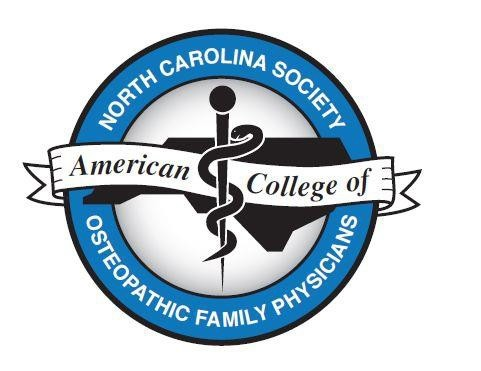 NORTH CAROLINA SOCIETY
American College of
OSTEOPATHIC FAMILY PHYSICIANS